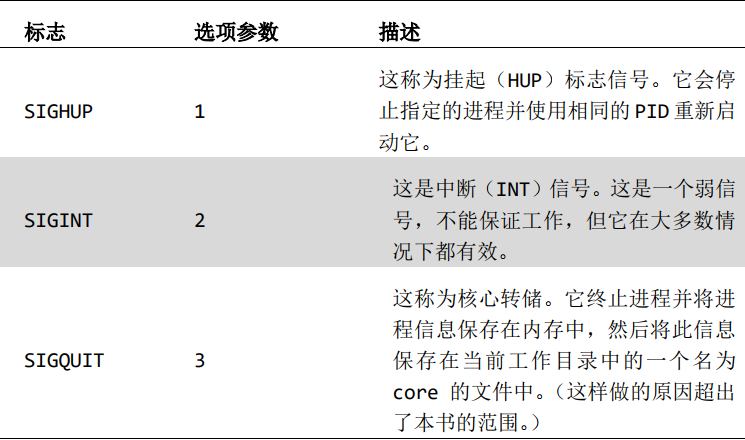 标志 选项参数 描述
这称为挂起（HUP）标志信号。它会停
SIGHUP 1 止指定的进程并使用相同的 PID 重新启
动它。
这是中断（INT）信号。这是一个弱信
SIGINT 2 号，不能保证工作，但它在大多数情
况下都有效。
这称为核心转储。它终止进程并将进
程信息保存在内存中，然后将此信息
SIGQUIT 3 保存在当前工作目录中的一个名为
core 的文件中。（这样做的原因超出
了本书的范围。）